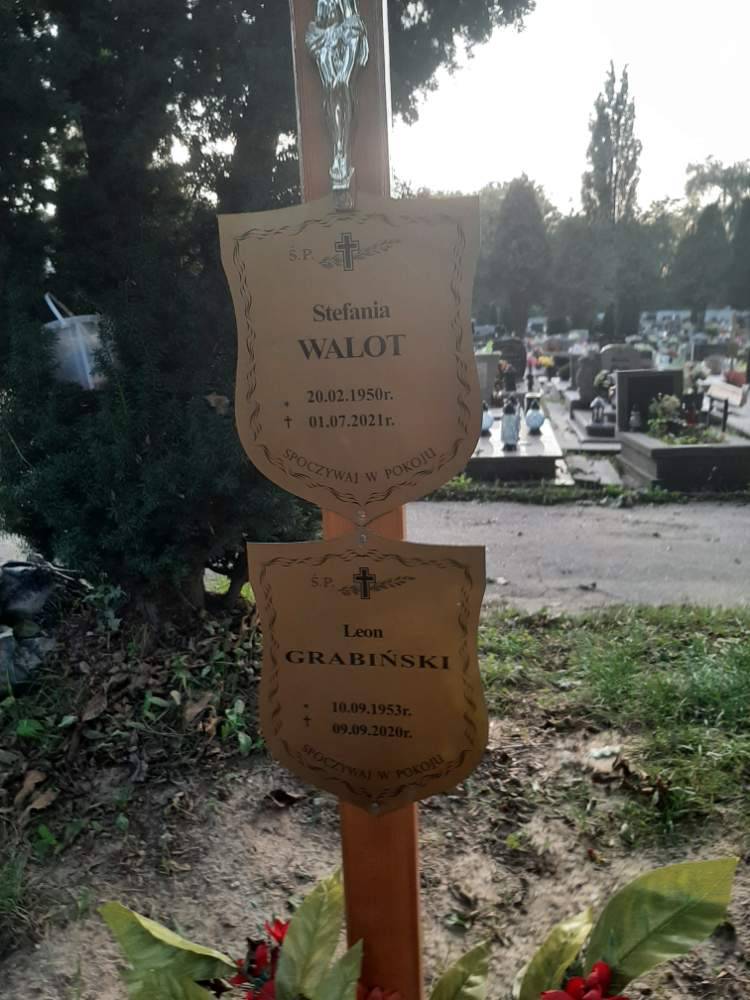 Ś.P.
Stefania
WALOT
* 20.02.1950r.
† 01.07.2021r.
SPOCZYWAJ W POKOJU
Ś.P.
Leon
GRABIŃSKI
* 10.09.1953r.
† 09.09.2020r.
SPOCZYWAJ W POKOJU